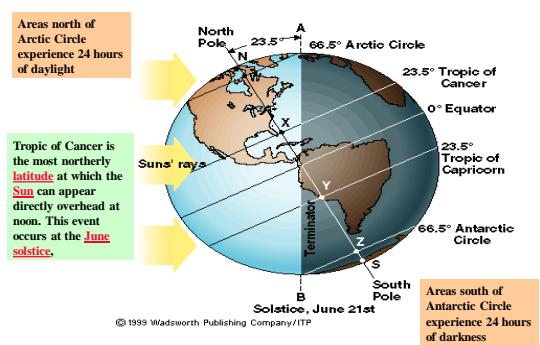 Areas north of
Arctic Circle
experience 24 hours
of daylight
Tropic of Cancer is
the most northerly
latitude at which the
Sun can appear
directly overhead at
noon. This event
occurs at the June
solstice,
North
Pole
23.5°
A
66.5° Arctic Circle
N
W
23.5° Tropic of
Cancer
0° Equator
X
Suns' rays
23.5°
Tropic of
Capricorn
Y
Terminator
66.5° Antarctic
Circle
Z
S
South
Pole
B
Solstice, June 21st
© 1999 Wadsworth Publishing Company/ITP
Areas south of
Antarctic Circle
experience 24 hours
of darkness